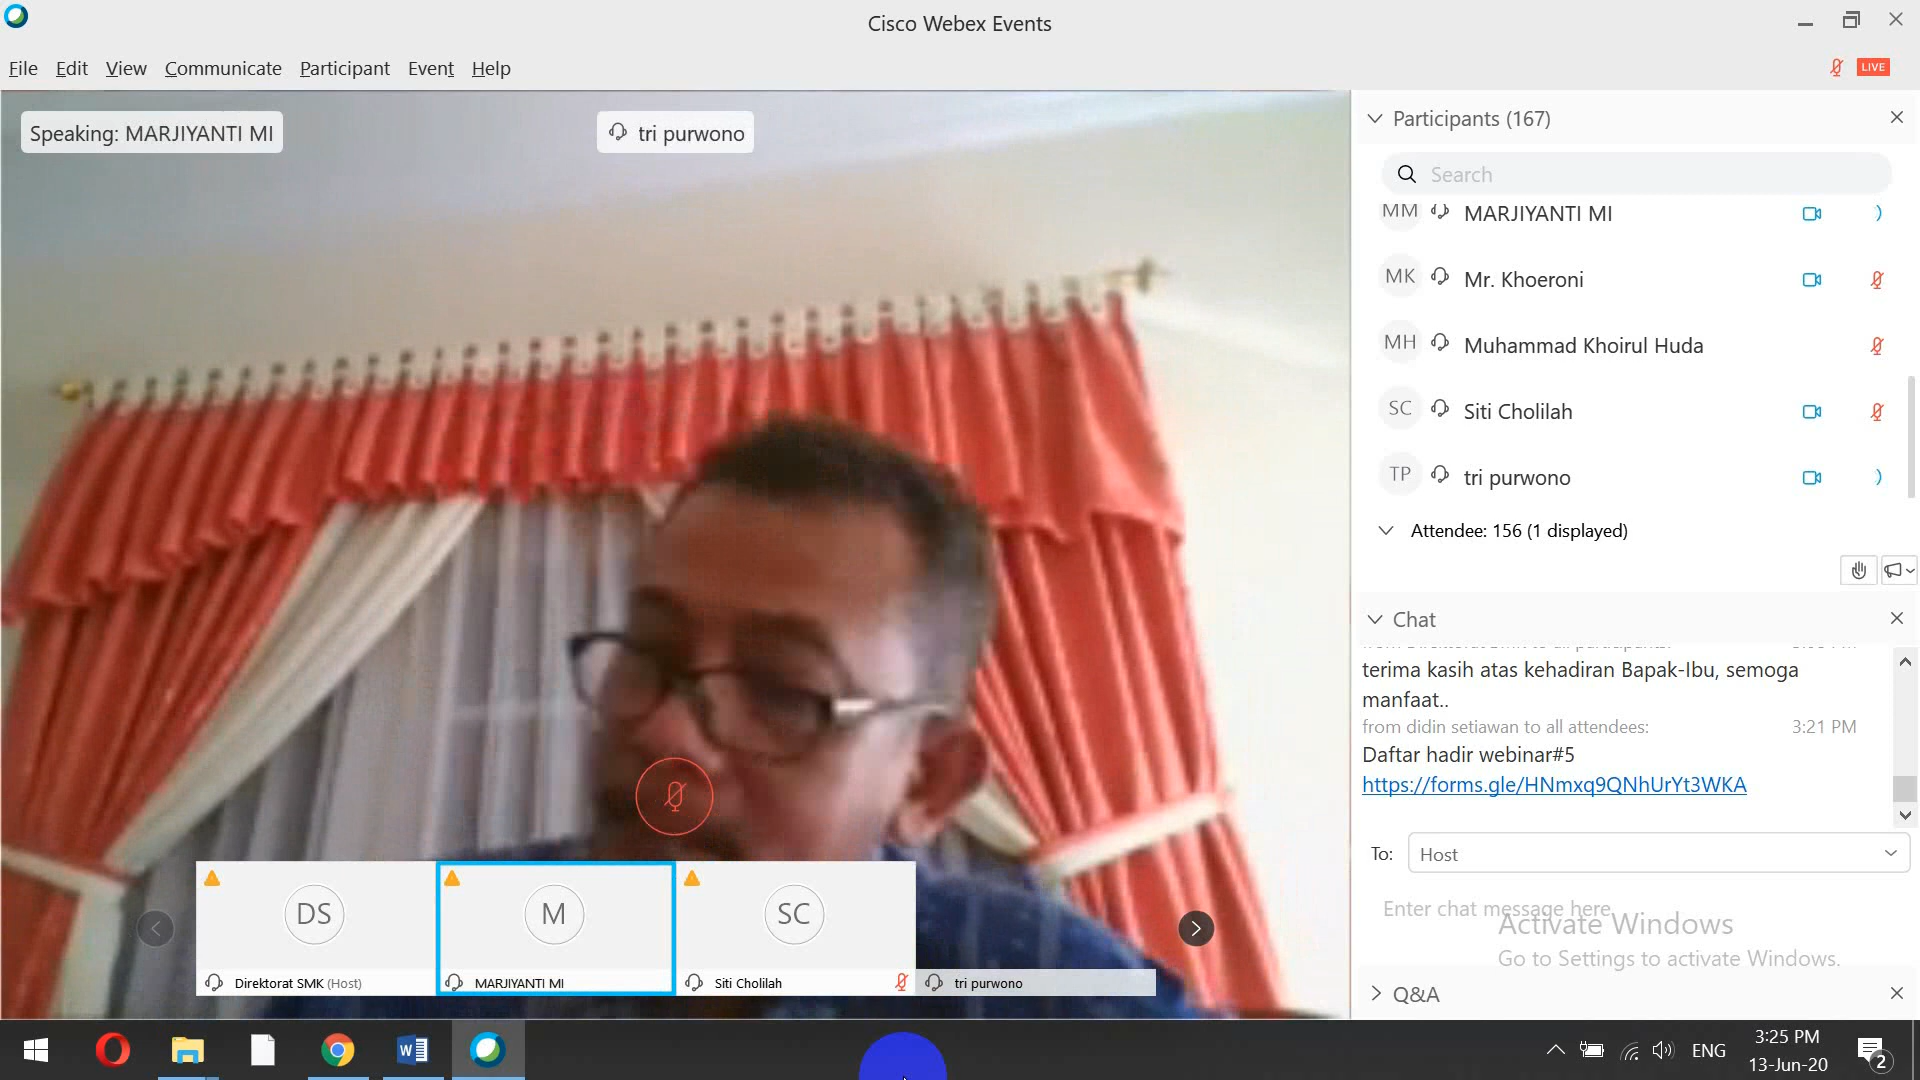 Cisco Webex Events
File Edit View Communicate Participant Event Help
LIVE
Speaking: MARJIYANTI MI
tri purwono
Participants (167)
Search
MM MARJIYANTI MI
MK Mr. Khoeroni
MH Muhammad Khoirul Huda
SC Siti Cholilah
TP tri purwono
Attendee: 156 (1 displayed)
Chat
terima kasih atas kehadiran Bapak-Ibu, semoga
manfaat..
from didin setiawan to all attendees: 3:21 PM
Daftar hadir webinar#5
https://forms.gle/HNmxq9QNhUrYt3WKA
To: Host
Enter chat message here
Activate Windows
Go to Settings to activate Windows.
Q&A
DS
M
SC
Direktorat SMK (Host)
MARJIYANTI MI
Siti Cholilah
tri purwono
ENG
3:25 PM
13-Jun-20
2